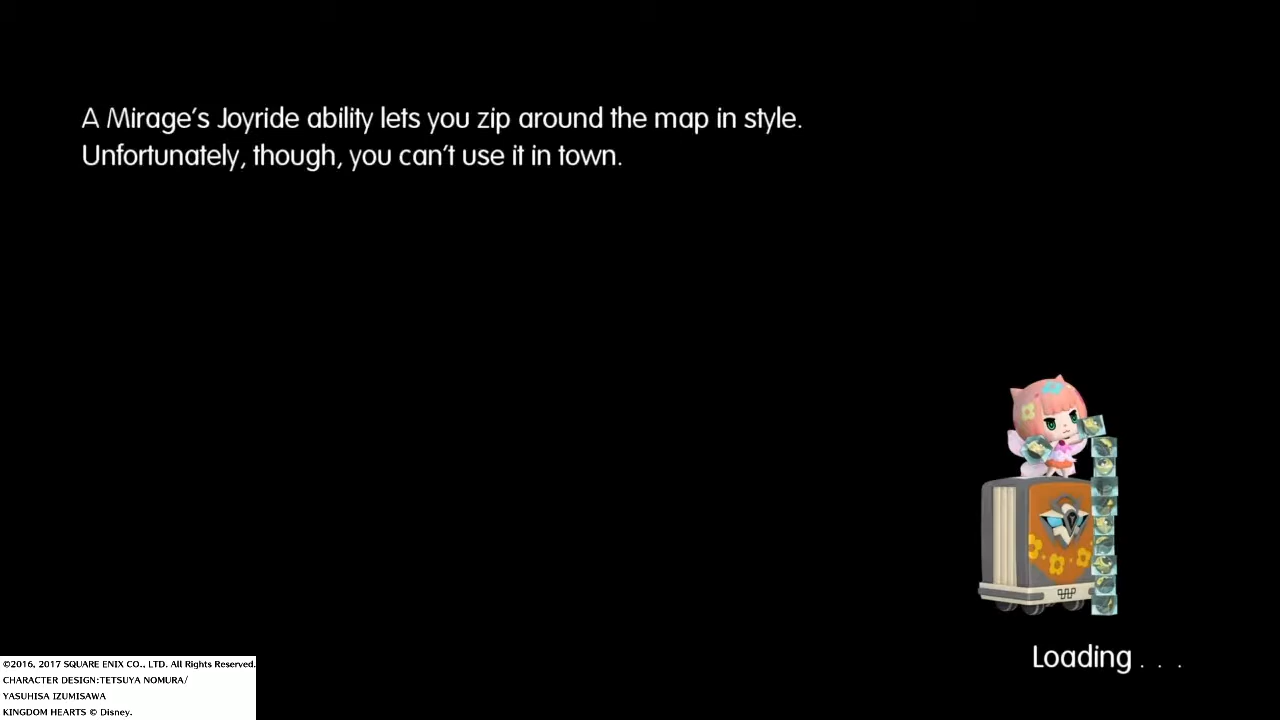 A Mirage's Joyride ability lets you zip around the map in style.
Unfortunately, though, you can't use it in town.
Loading . . .
©2016, 2017 SQUARE ENIX CO., LTD. All Rights Reserved.
CHARACTER DESIGN:TETSUYA NOMURA/
YASUHISA IZUMISAWA
KINGDOM HEARTS © Disney.